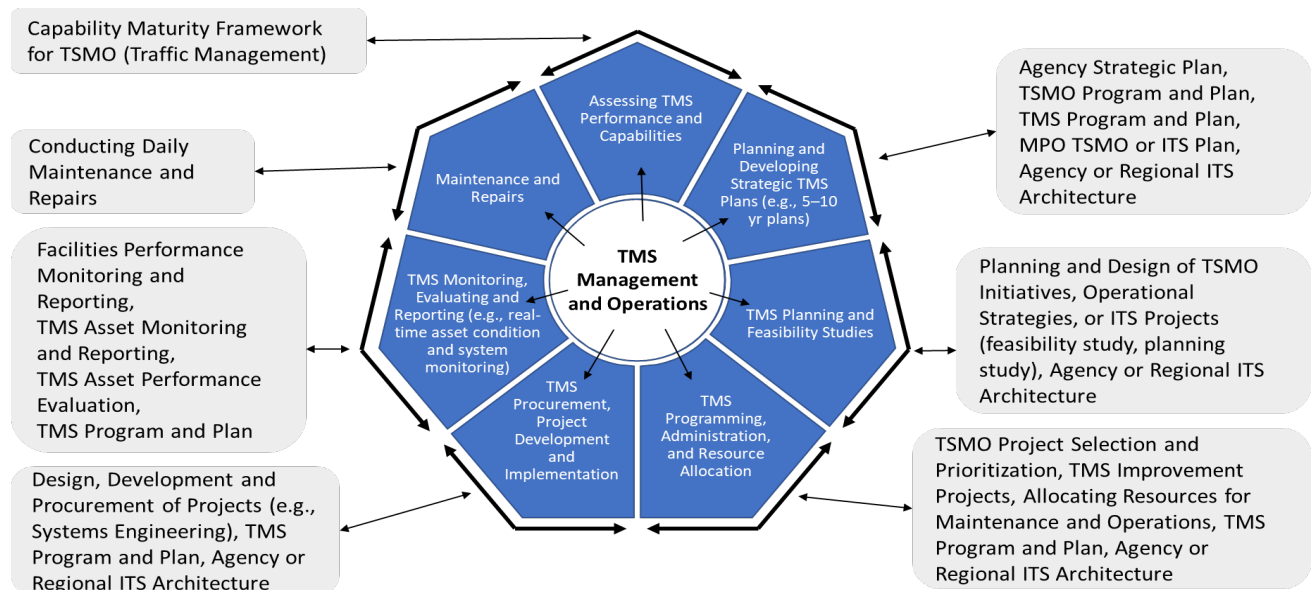 Capability Maturity Framework
for TSMO (Traffic Management)
Conducting Daily
Maintenance and
Repairs
Facilities Performance
Monitoring and
Reporting,
TMS Asset Monitoring
and Reporting,
TMS Asset Performance
Evaluation,
TMS Program and Plan
Design, Development and
Procurement of Projects (e.g.,
Systems Engineering), TMS
Program and Plan, Agency or
Regional ITS Architecture
Assessing TMS
Performance and
Capabilities
Planning and
Developing
Strategic TMS
Plans (e.g., 5–10
yr plans)
TMS Planning and
Feasibility Studies
TMS
Programming,
Administration,
and Resource
Allocation
TMS
Procurement,
Project
Development
and
Implementation
TMS Monitoring,
Evaluating and
Reporting (e.g., real-
time asset condition
and system
monitoring)
Maintenance and
Repairs
TMS
Management
and Operations
Agency Strategic Plan,
TSMO Program and Plan,
TMS Program and Plan,
MPO TSMO or ITS Plan,
Agency or Regional ITS
Architecture
Planning and Design of TSMO
Initiatives, Operational
Strategies, or ITS Projects
(feasibility study, planning
study), Agency or Regional ITS
Architecture
TSMO Project Selection and
Prioritization, TMS Improvement
Projects, Allocating Resources for
Maintenance and Operations, TMS
Program and Plan, Agency or
Regional ITS Architecture